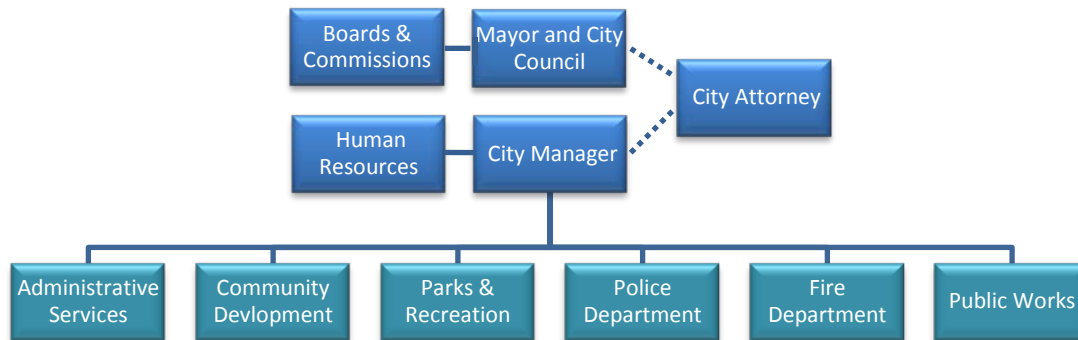 Boards &
Commissions
Mayor and City
Council
City Attorney
Human
Resources
City Manager
Administrative
Services
Community
Devlopment
Parks &
Recreation
Police
Department
Fire
Department
Public Works